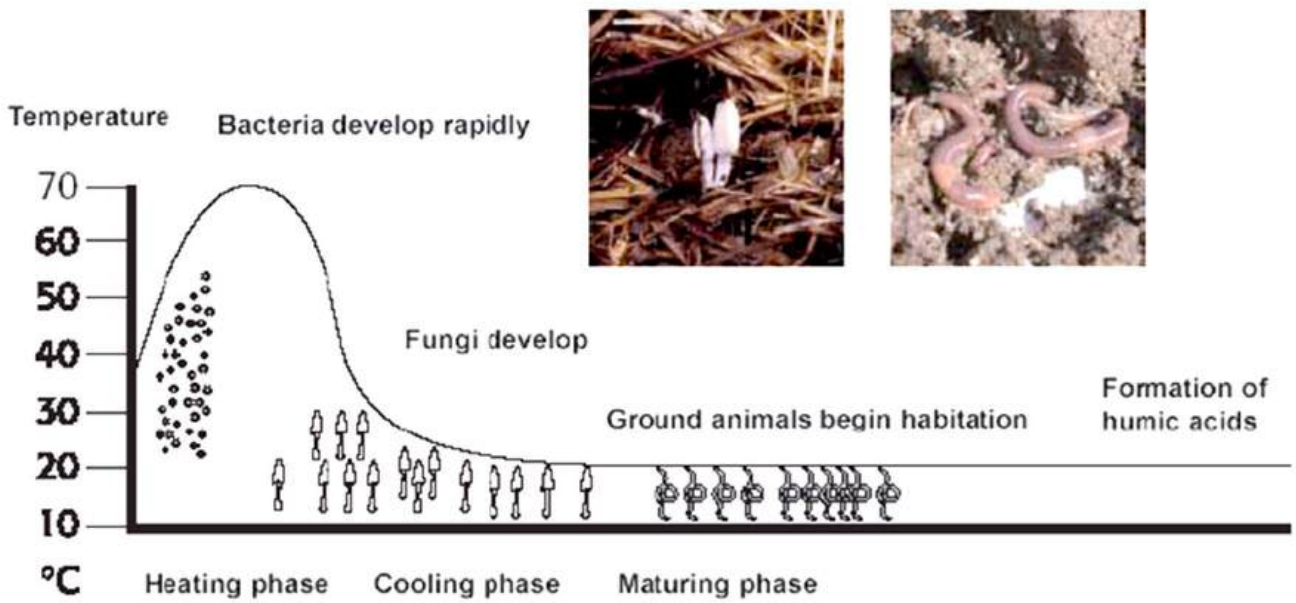 Temperature
Bacteria develop rapidly
70
60
50
40
30
20
10
°C
Fungi develop
Ground animals begin habitation
Formation of
humic acids
Heating phase
Cooling phase
Maturing phase